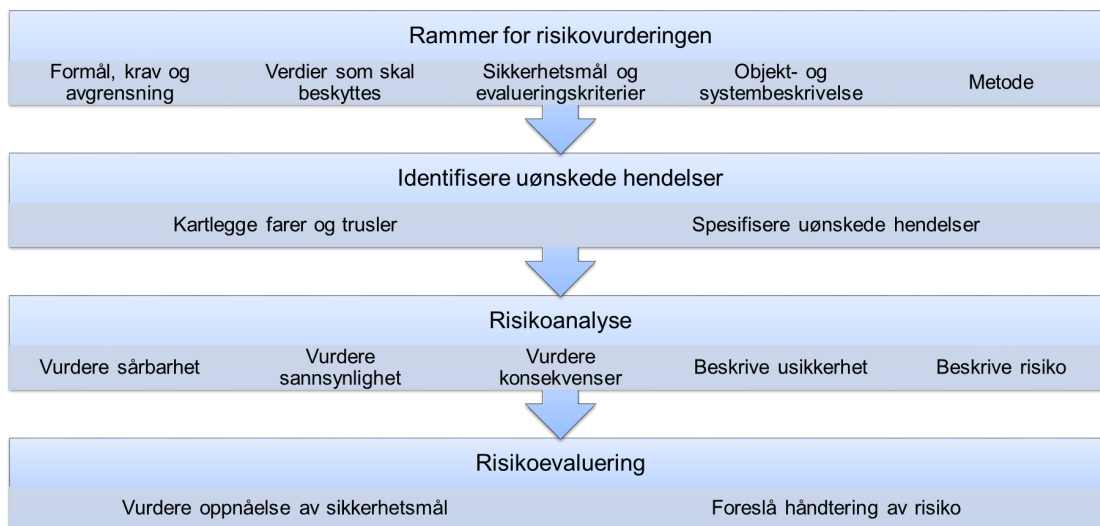 Rammer for risikovurderingen
Formål, krav og
avgrensning
Verdier som skal
beskyttes
Sikkerhetsmål og
evalueringskriterier
Objekt- og
systembeskrivelse
Metode
Identifisere uønskede hendelser
Kartlegge farer og trusler
Spesifisere uønskede hendelser
Risikoanalyse
Vurdere sårbarhet
Vurdere
sannsynlighet
Vurdere
konsekvenser
Beskrive usikkerhet
Beskrive risiko
Risikoevaluering
Vurdere oppnåelse av sikkerhetsmål
Foreslå håndtering av risiko